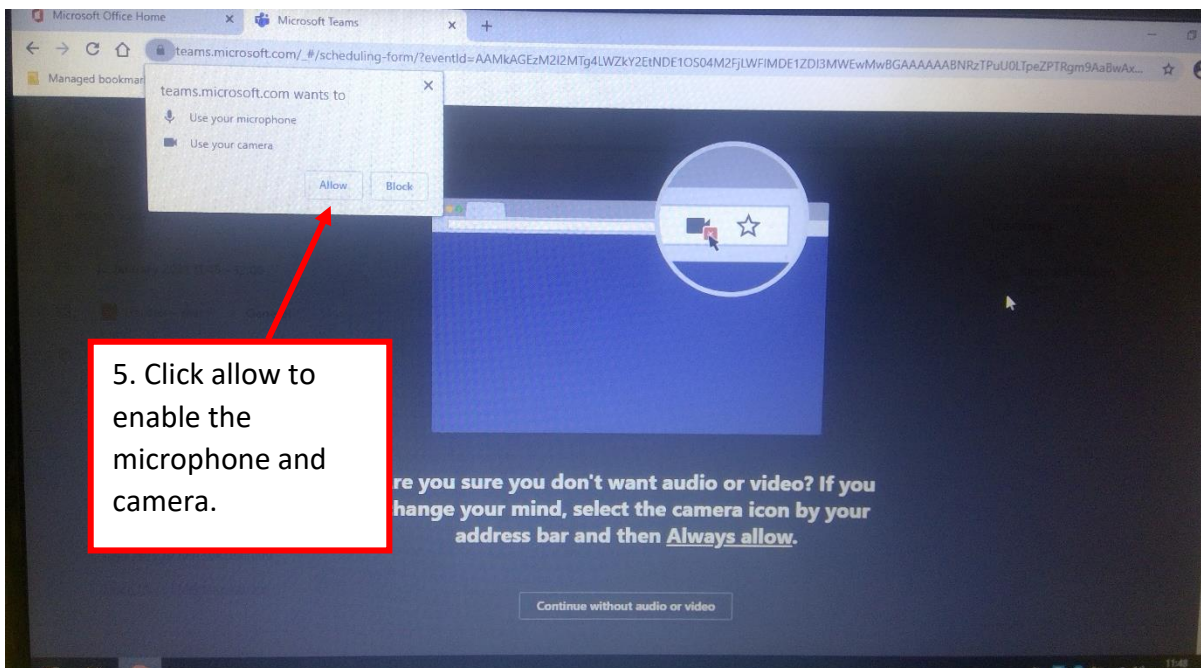 Microsoft Office Home
Microsoft Teams
teams.microsoft.com/_#/scheduling-form/?eventId=
Managed bookmar
teams.microsoft.com wants to
Use your microphone
Use your camera
Allow
Block
5. Click allow to
enable the
microphone and
camera.
re you sure you don't want audio or video? If you
hange your mind, select the camera icon by your
address bar and then Always allow.
Continue without audio or video
11:41